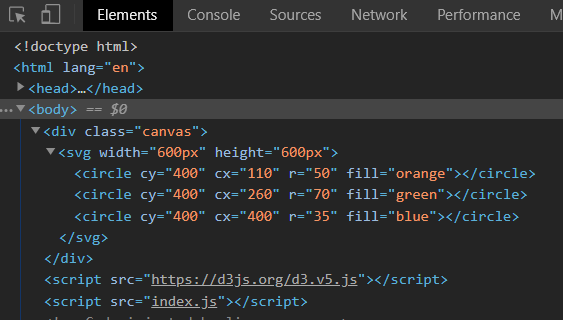 Elements Console Sources Network Performance M
<!doctype html>
<html lang="en">
<head>…</head>
<body> == $0
<div class="canvas">
<svg width="600px" height="600px">
<circle cy="400" cx="110" r="50" fill="orange"></circle>
<circle cy="400" cx="260" r="70" fill="green"></circle>
<circle cy="400" cx="400" r="35" fill="blue"></circle>
</svg>
</div>
<script src="https://d3js.org/d3.v5.js"></script>
<script src="index.js"></script>